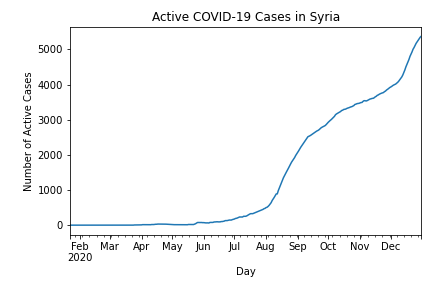 Active COVID-19 Cases in Syria
Number of Active Cases
5000
4000
3000
2000
1000
0
Feb Mar Apr May Jun Jul Aug Sep Oct Nov Dec
2020
Day